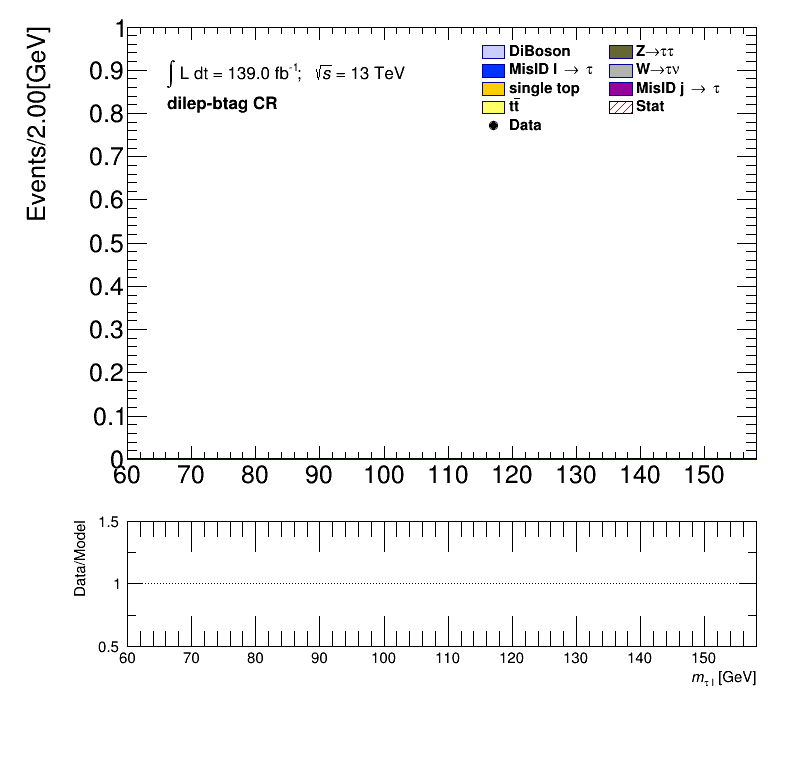 Events/2.00[GeV]
1
0.9
0.8
0.7
0.6
0.5
0.4
0.3
0.2
0.1
0
∫ L dt = 139.0 fb⁻¹; √s = 13 TeV
dilep-btag CR
DiBoson
MisID l → τ
single top
tt̄
Data
Z→ττ
W→τν
MisID j → τ
Stat
60 70 80 90 100 110 120 130 140 150
Data/Model
1.5
1
0.5
60 70 80 90 100 110 120 130 140 150
m_τ l [GeV]